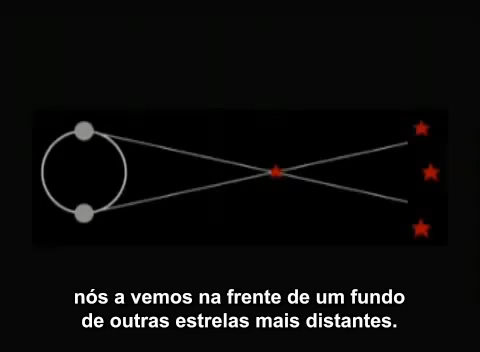 nós a vemos na frente de um fundo
de outras estrelas mais distantes.